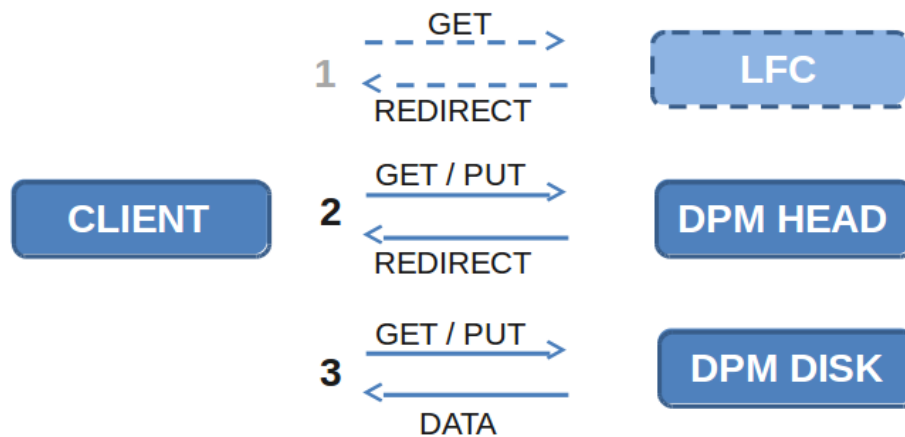 GET
1
LFC
REDIRECT
GET / PUT
CLIENT
2
DPM HEAD
REDIRECT
GET / PUT
3
DPM DISK
DATA